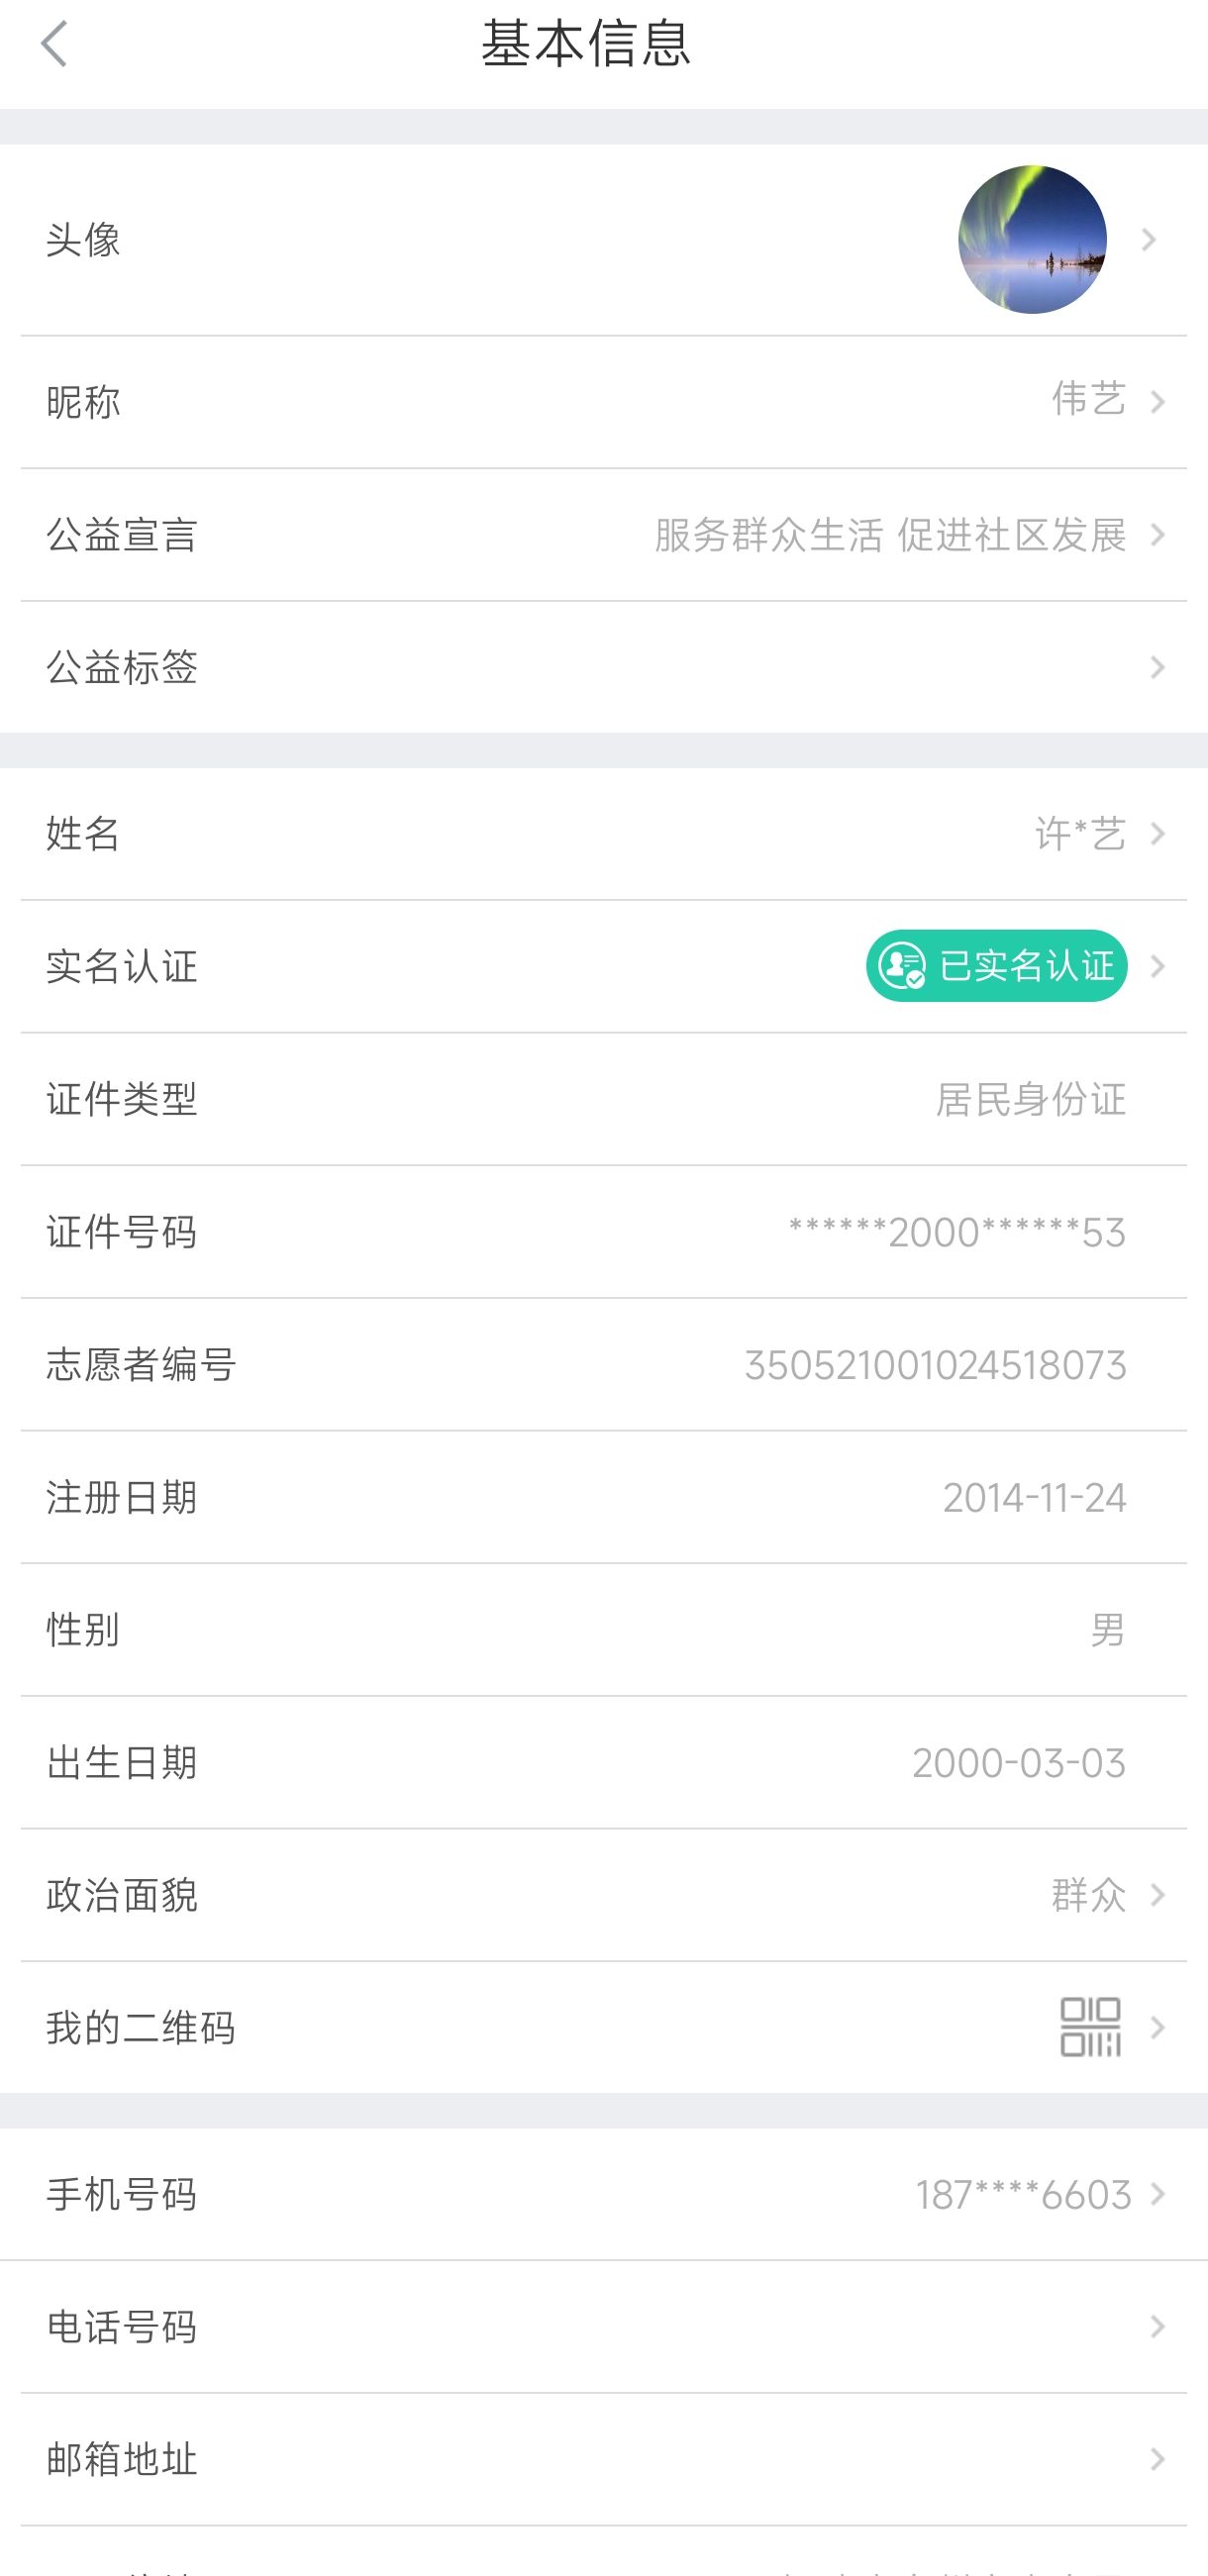 基本信息
头像
昵称 伟艺
公益宣言 服务群众生活 促进社区发展
公益标签
姓名 许*艺
实名认证 已实名认证
证件类型 居民身份证
证件号码 ******2000******53
志愿者编号 350521001024518073
注册日期 2014-11-24
性别 男
出生日期 2000-03-03
政治面貌 群众
我的二维码
手机号码 187****6603
电话号码
邮箱地址